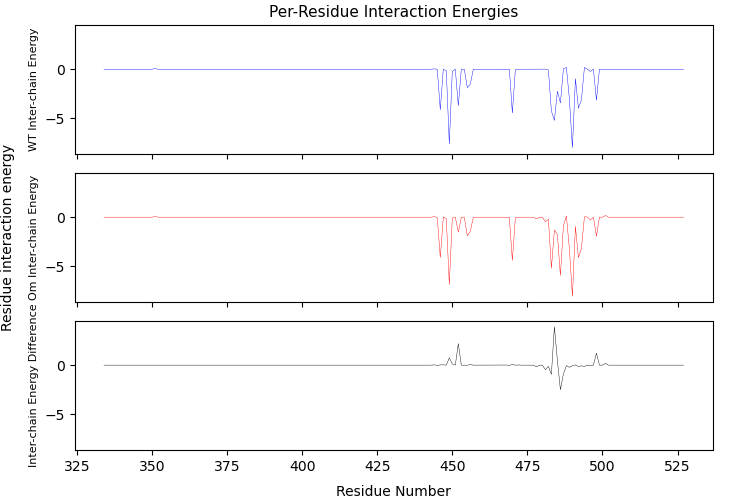 Per-Residue Interaction Energies
Residue interaction energy
WT Inter-chain Energy
0
−5
Om Inter-chain Energy
0
−5
Inter-chain Energy Difference
0
−5
325 350 375 400 425 450 475 500 525
Residue Number